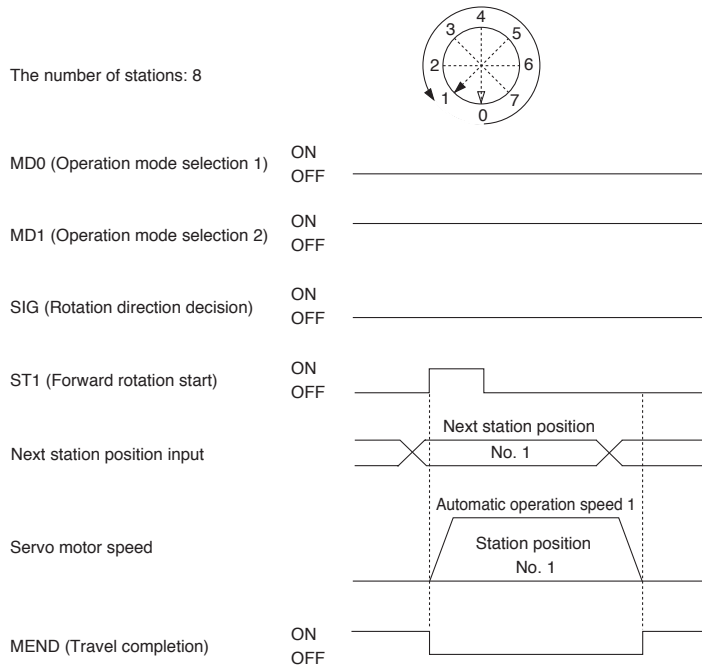 4
3
5
2
6
1
7
0
The number of stations: 8
MD0 (Operation mode selection 1)
ON
OFF
MD1 (Operation mode selection 2)
ON
OFF
SIG (Rotation direction decision)
ON
OFF
ST1 (Forward rotation start)
ON
OFF
Next station position input
Next station position
No. 1
Servo motor speed
Automatic operation speed 1
Station position
No. 1
MEND (Travel completion)
ON
OFF